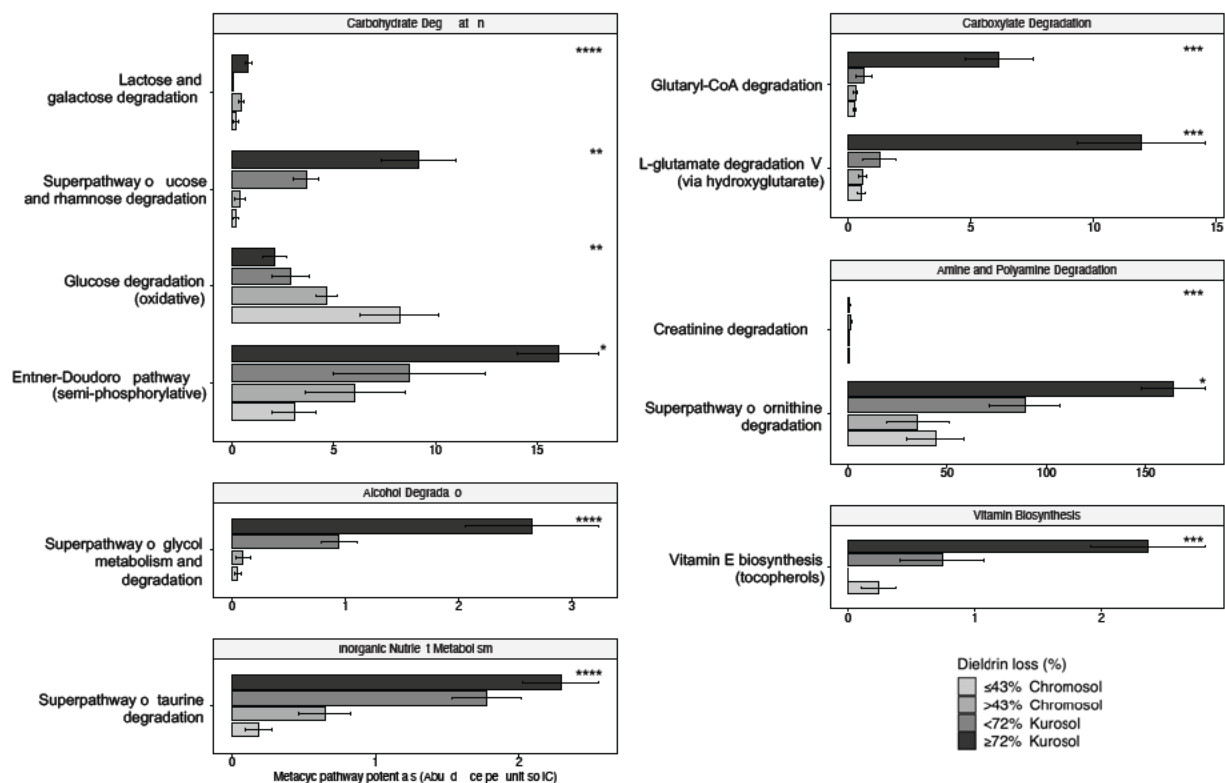 Carbohydrate Deg at n
****
Lactose and
galactose degradation
**
Superpathway o ucose
and rhamnose degradation
**
Glucose degradation
(oxidative)
*
Entner-Doudoro pathway
(semi-phosphorylative)
0 5 10 15
Alcohol Degrada o
****
Superpathway o glycol
metabolism and
degradation
0 1 2 3
Inorganic Nutrie t Metabol sm
****
Superpathway o taurine
degradation
0 1 2
Metacyc pathway potent a s (Abu d ce pe unit so IC)
Carboxylate Degradation
***
Glutaryl-CoA degradation
***
L-glutamate degradation V
(via hydroxyglutarate)
0 5 10 15
Amine and Polyamine Degradation
***
Creatinine degradation
*
Superpathway o ornithine
degradation
0 50 100 150
Vitamin Biosynthesis
***
Vitamin E biosynthesis
(tocopherols)
0 1 2
Dieldrin loss (%)
≤43% Chromosol
>43% Chromosol
<72% Kurosol
≥72% Kurosol